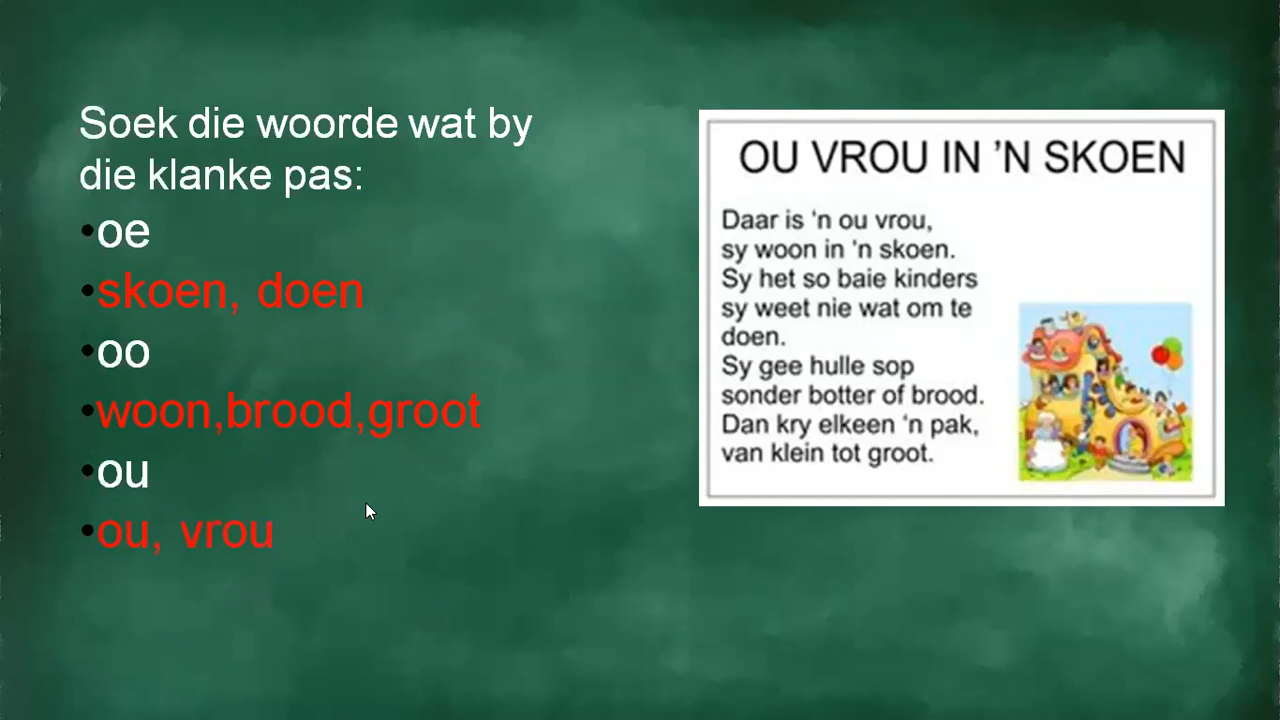 Soek die woorde wat by
die klanke pas:
•oe
•skoen, doen
•oo
•woon,brood,groot
•ou
•ou, vrou
OU VROU IN ’N SKOEN
Daar is ‘n ou vrou,
sy woon in ‘n skoen.
Sy het so baie kinders
sy weet nie wat om te
doen.
Sy gee hulle sop
sonder botter of brood.
Dan kry elkeen ‘n pak,
van klein tot groot.